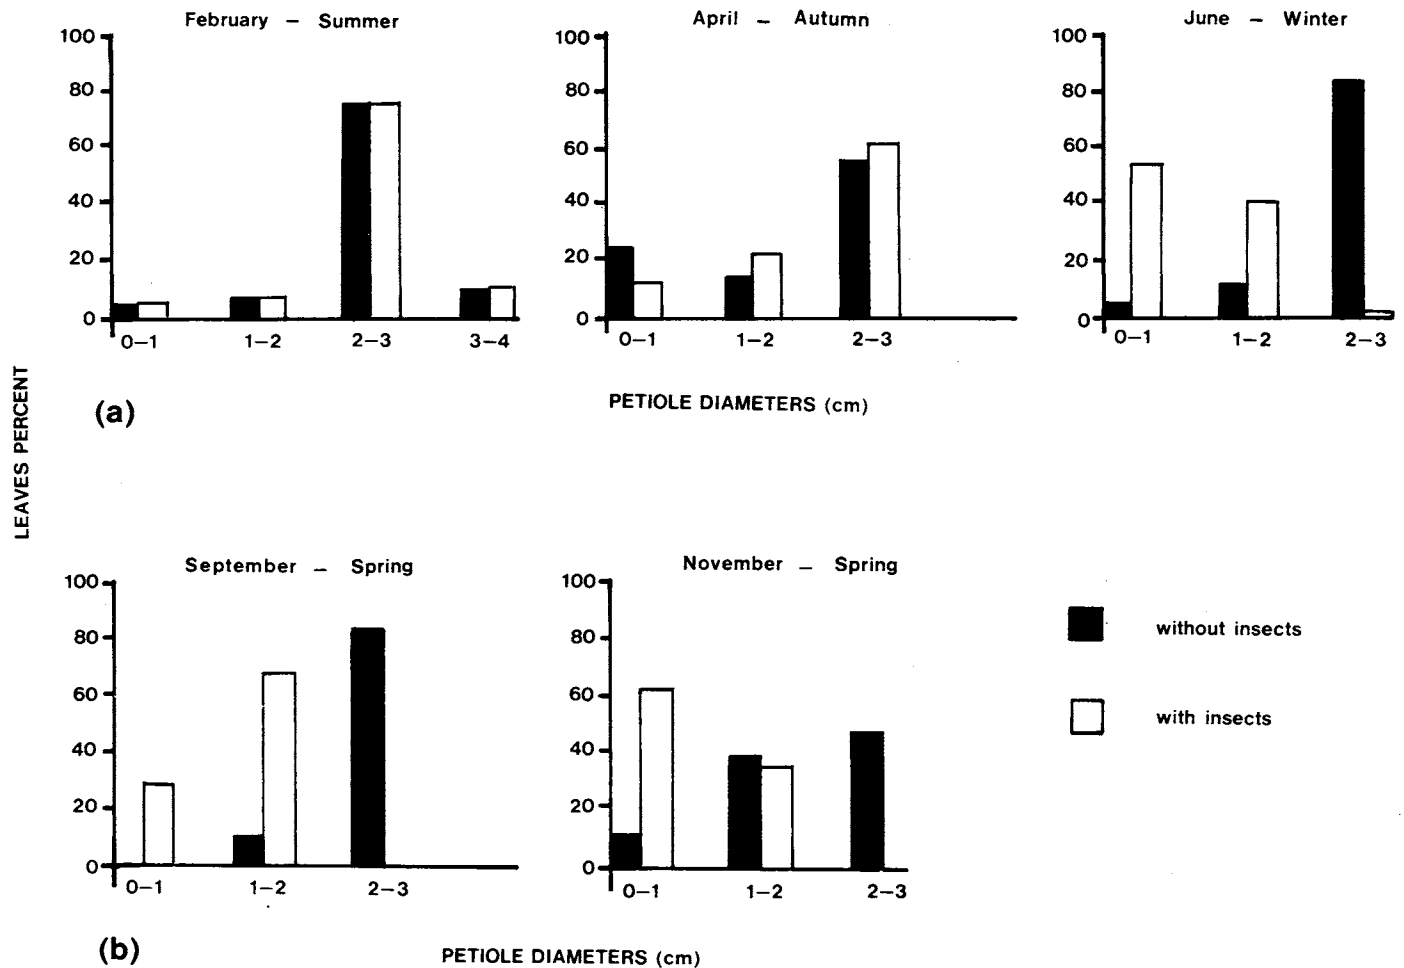 February – Summer
100
80
60
40
20
0
0–1 1–2 2–3 3–4
April – Autumn
100
80
60
40
20
0
0–1 1–2 2–3
June – Winter
100
80
60
40
20
0
0–1 1–2 2–3
(a)
PETIOLE DIAMETERS (cm)
LEAVES PERCENT
September – Spring
100
80
60
40
20
0
0–1 1–2 2–3
November – Spring
100
80
60
40
20
0
0–1 1–2 2–3
without insects
with insects
(b)
PETIOLE DIAMETERS (cm)